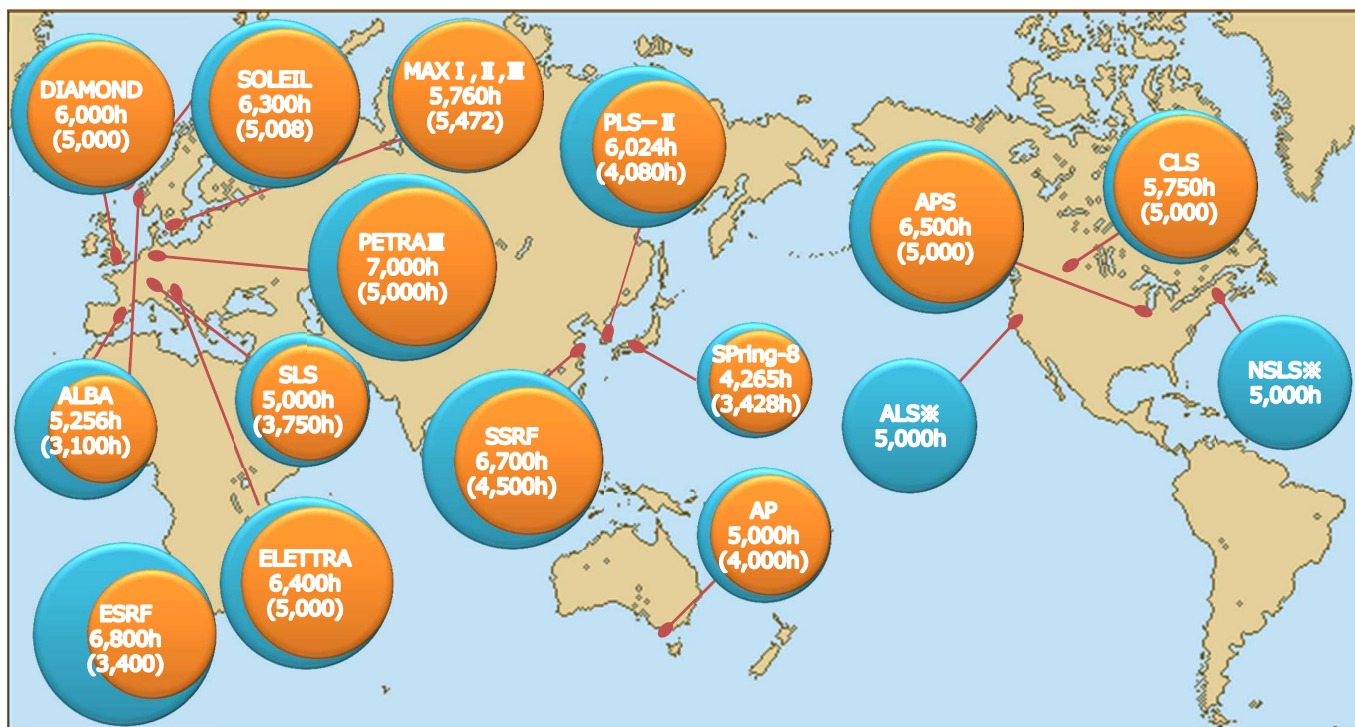 DIAMOND
6,000h
(5,000)
SOLEIL
6,300h
(5,008)
MAX Ⅰ,Ⅱ,Ⅲ
5,760h
(5,472)
PLS-Ⅱ
6,024h
(4,080h)
APS
6,500h
(5,000)
CLS
5,750h
(5,000)
PETRAⅢ
7,000h
(5,000h)
ALBA
5,256h
(3,100h)
SLS
5,000h
(3,750h)
SSRF
6,700h
(4,500h)
SPring-8
4,265h
(3,428h)
ALS※
5,000h
NSLS※
5,000h
ESRF
6,800h
(3,400)
ELETTRA
6,400h
(5,000)
AP
5,000h
(4,000h)